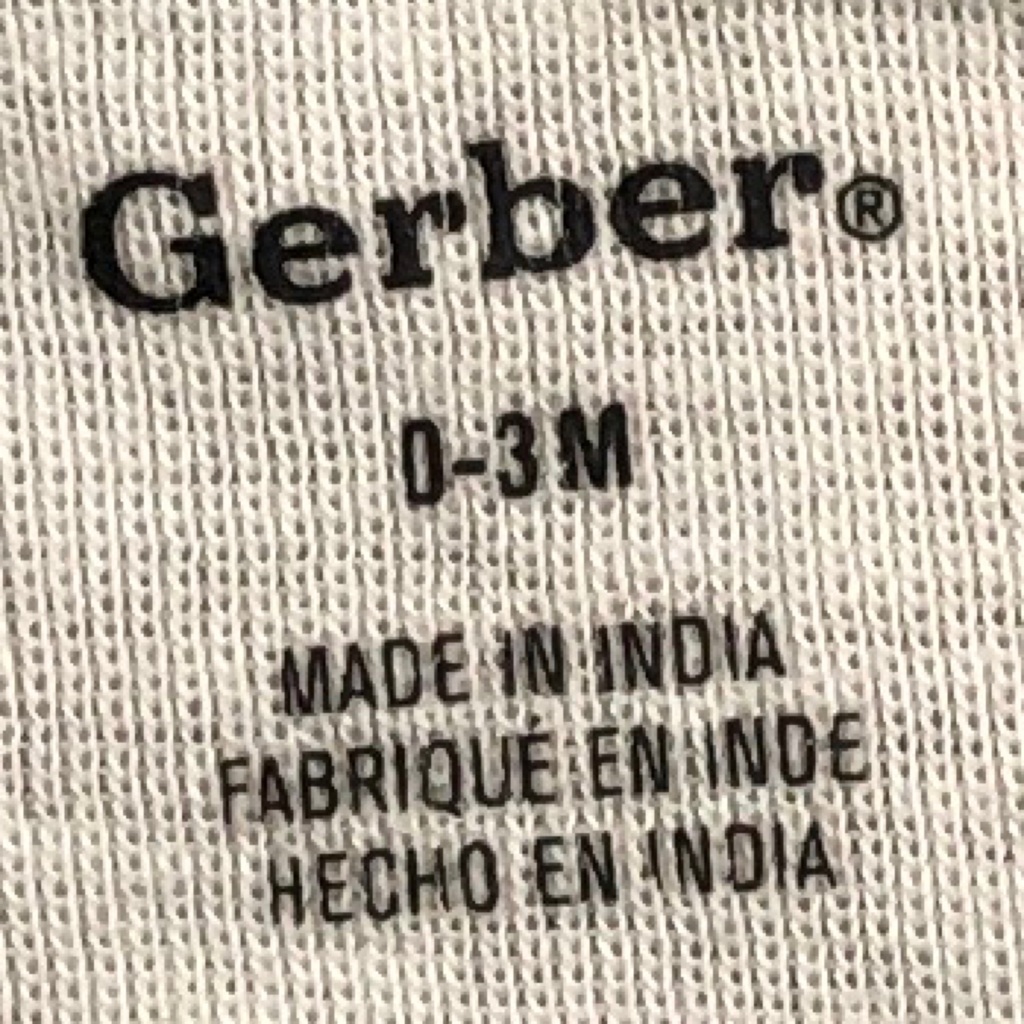 Gerber®
0-3M
MADE IN INDIA
FABRIQUÉ EN INDE
HECHO EN INDIA